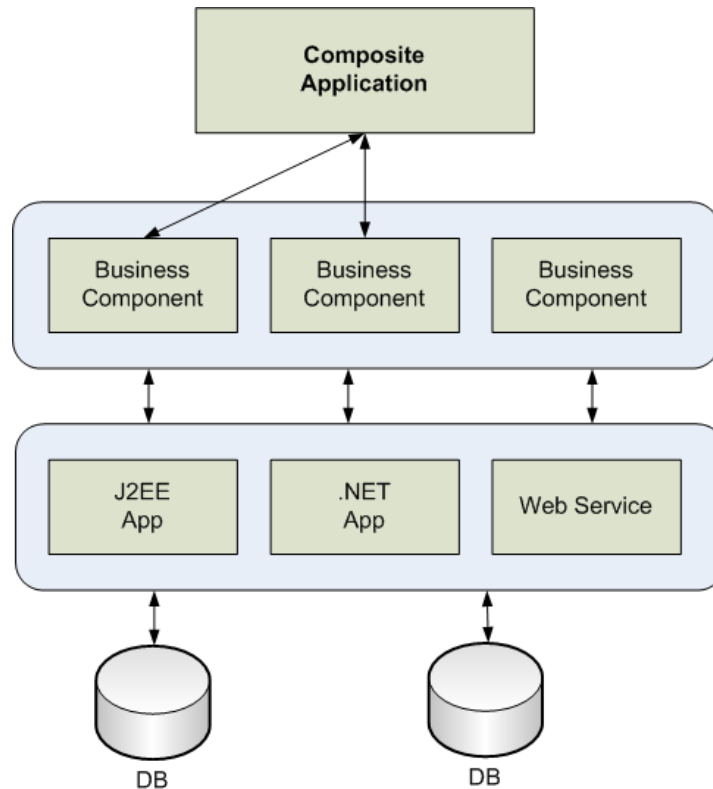 Composite
Application
Business
Component
Business
Component
Business
Component
J2EE
App
.NET
App
Web Service
DB
DB